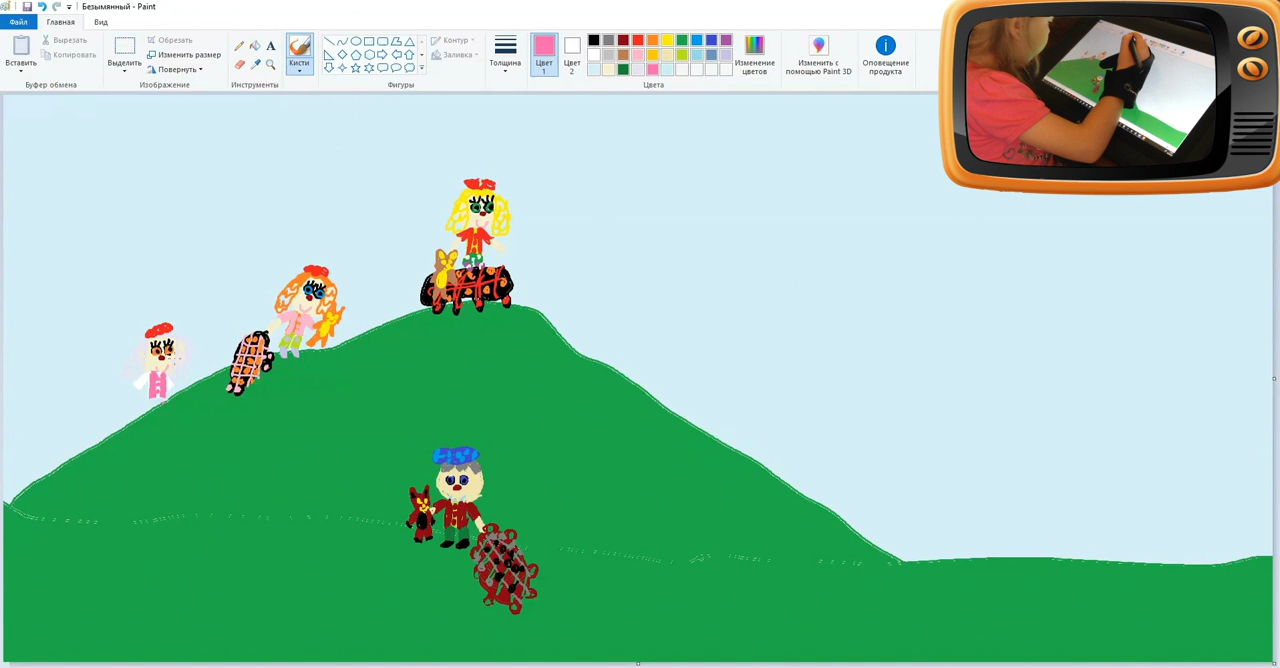 Безымянный - Paint
Файл Главная Вид
Вставить
Вырезать
Копировать
Буфер обмена
Выделить
Обрезать
Изменить размер
Повернуть
Изображение
A
Инструменты
Кисти
Контур
Заливка
Фигуры
Толщина
Цвет 1
Цвет 2
Изменение цветов
Цвета
Изменить с помощью Paint 3D
Оповещение продукта